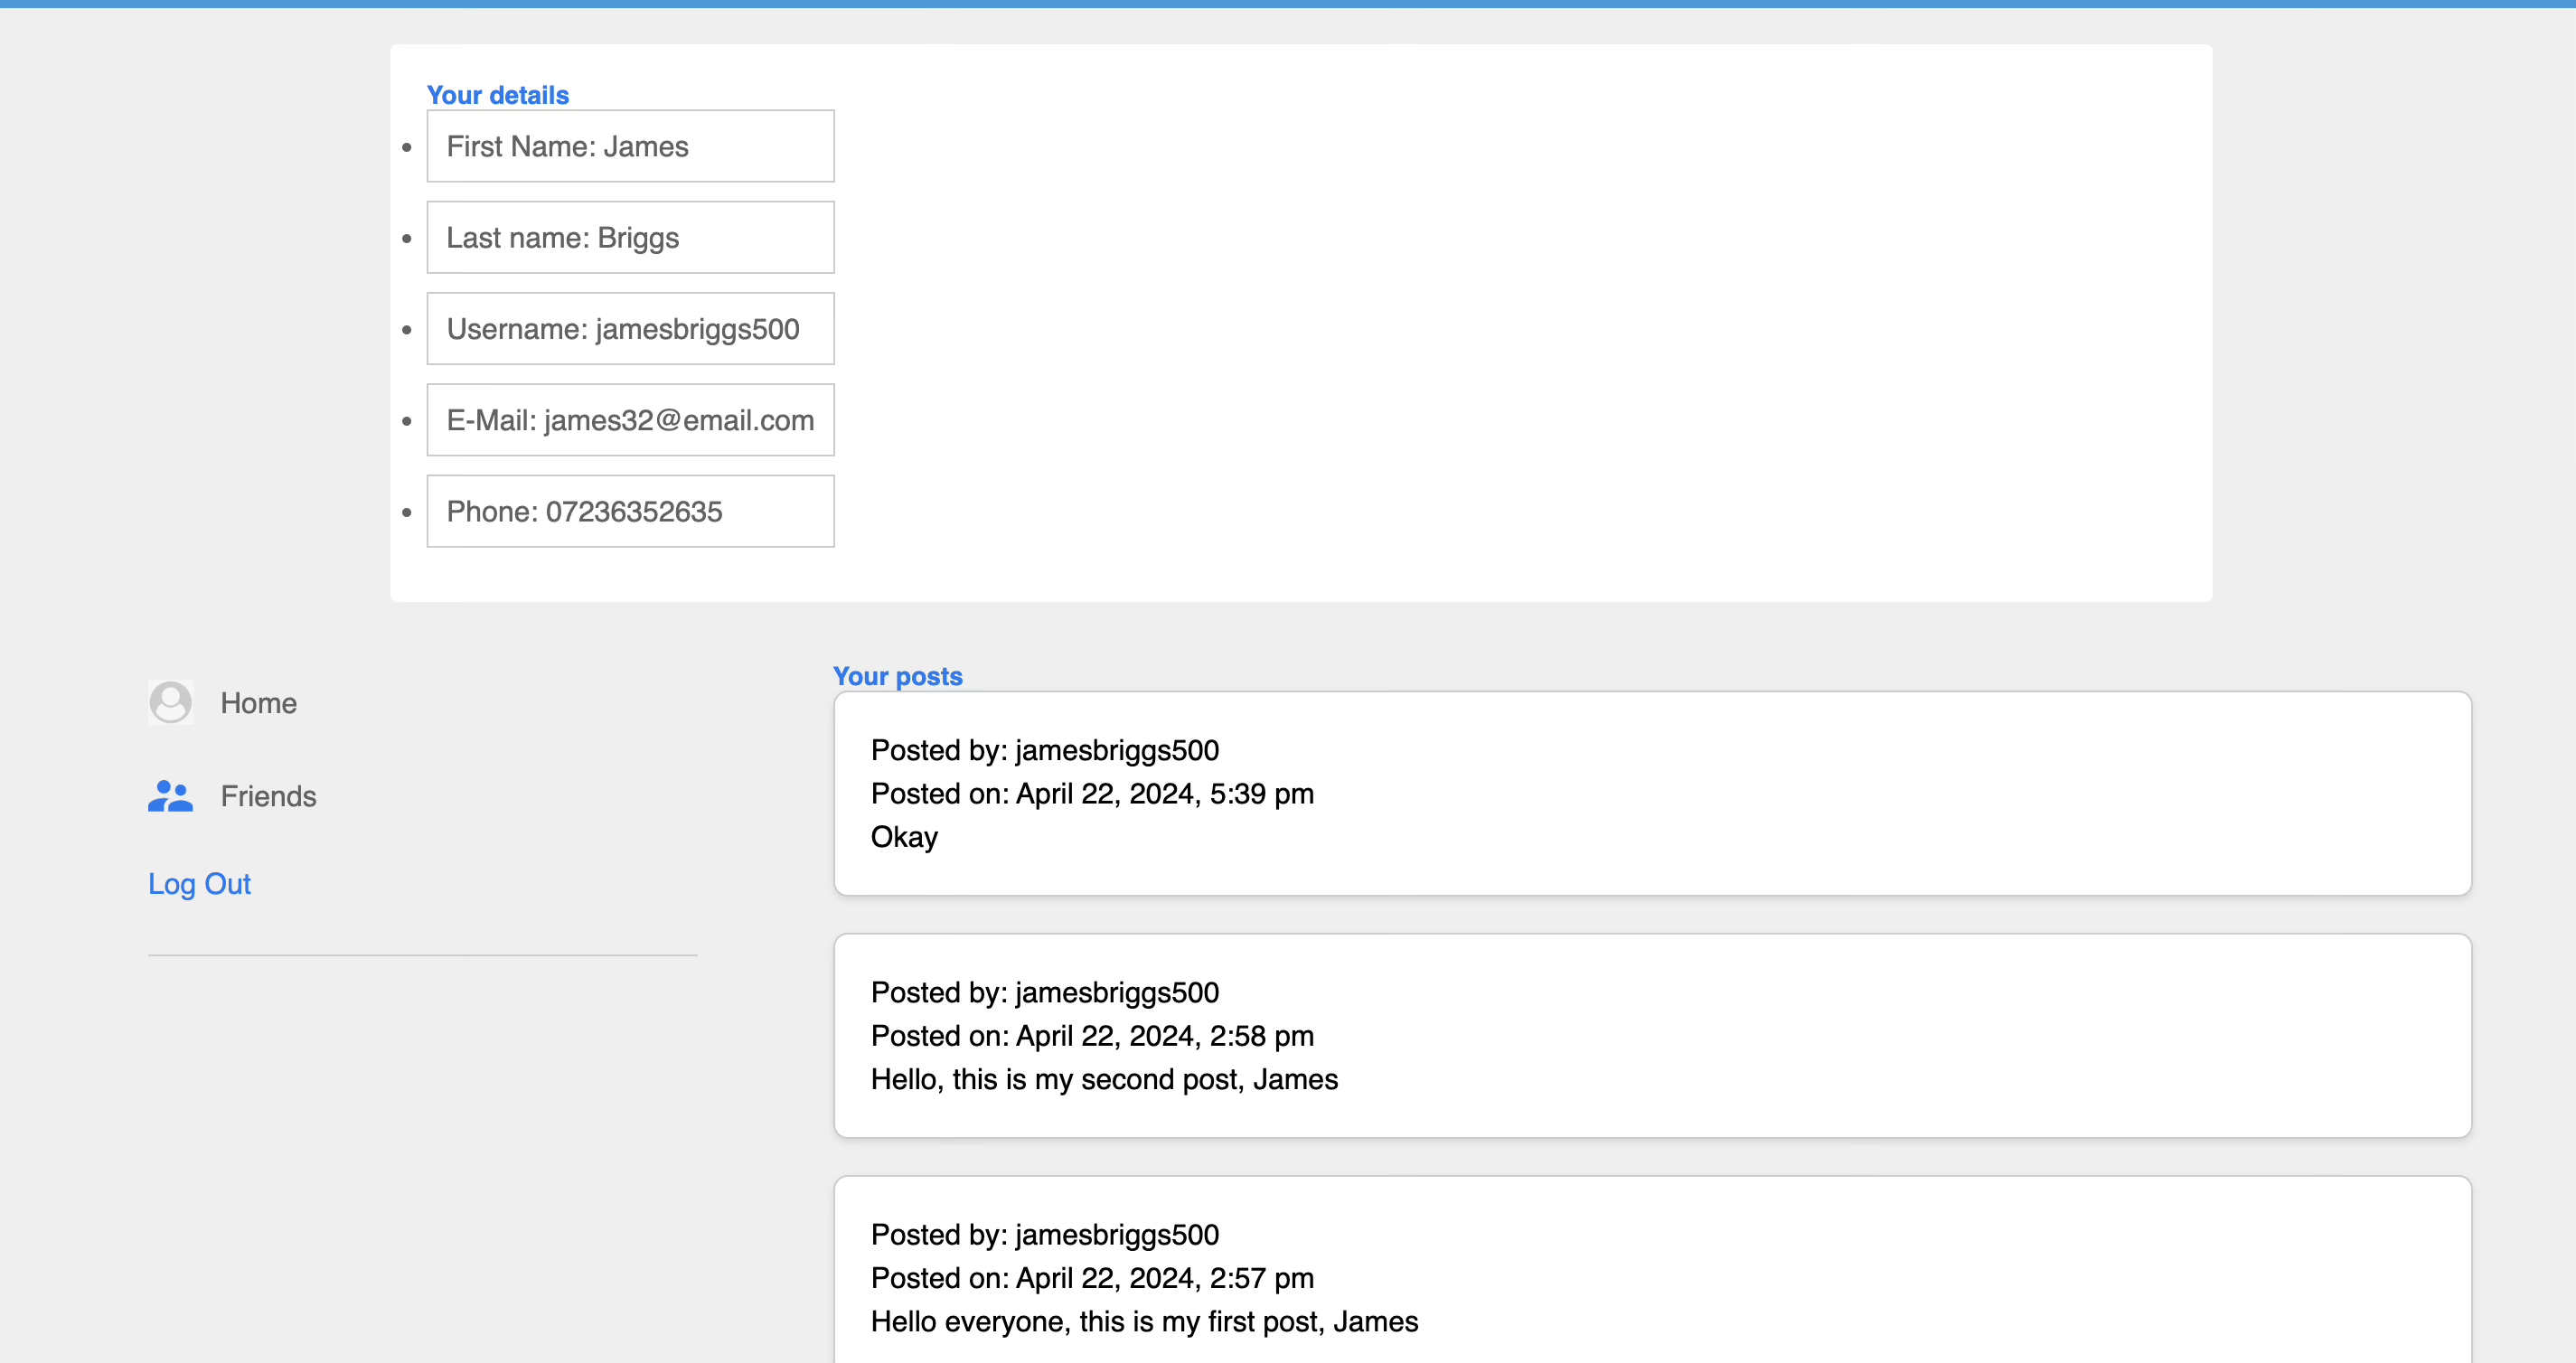 Your details
First Name: James
Last name: Briggs
Username: jamesbriggs500
E-Mail: james32@email.com
Phone: 07236352635
Home
Friends
Log Out
Your posts
Posted by: jamesbriggs500
Posted on: April 22, 2024, 5:39 pm
Okay
Posted by: jamesbriggs500
Posted on: April 22, 2024, 2:58 pm
Hello, this is my second post, James
Posted by: jamesbriggs500
Posted on: April 22, 2024, 2:57 pm
Hello everyone, this is my first post, James